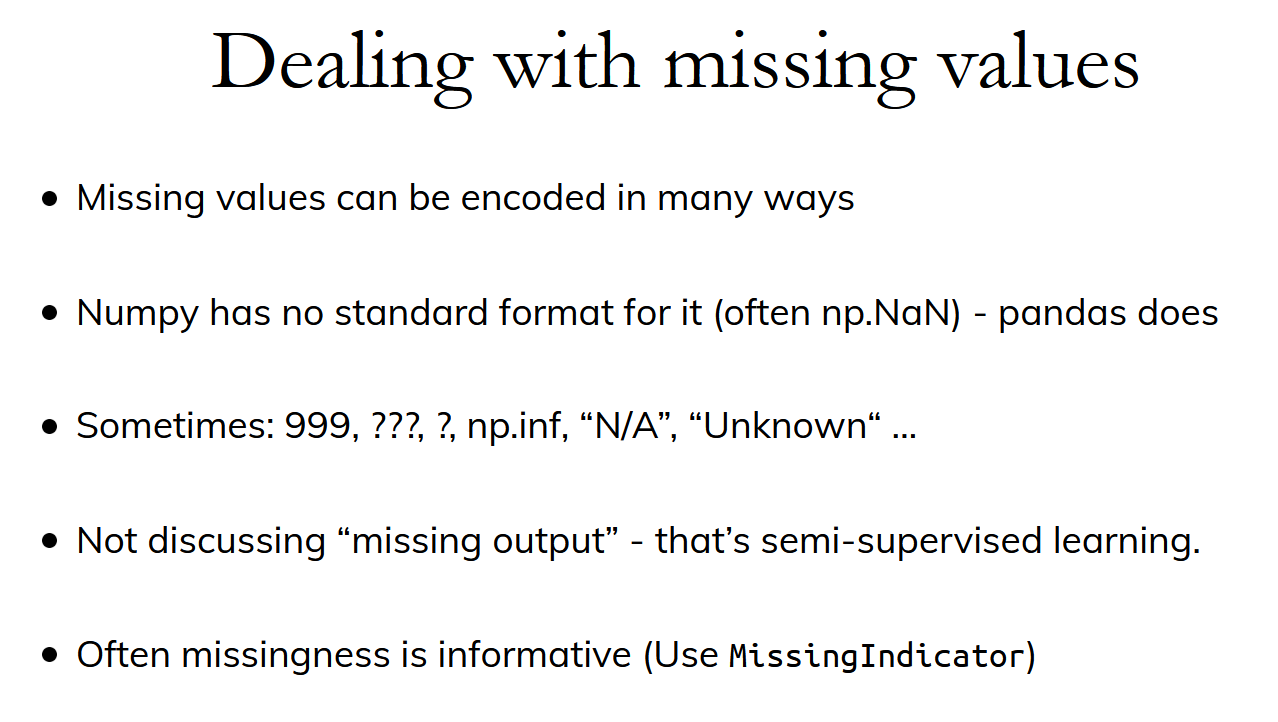 Dealing with missing values
● Missing values can be encoded in many ways
● Numpy has no standard format for it (often np.NaN) - pandas does
● Sometimes: 999, ???, ?, np.inf, “N/A”, “Unknown“ ...
● Not discussing “missing output” - that’s semi-supervised learning.
● Often missingness is informative (Use MissingIndicator)